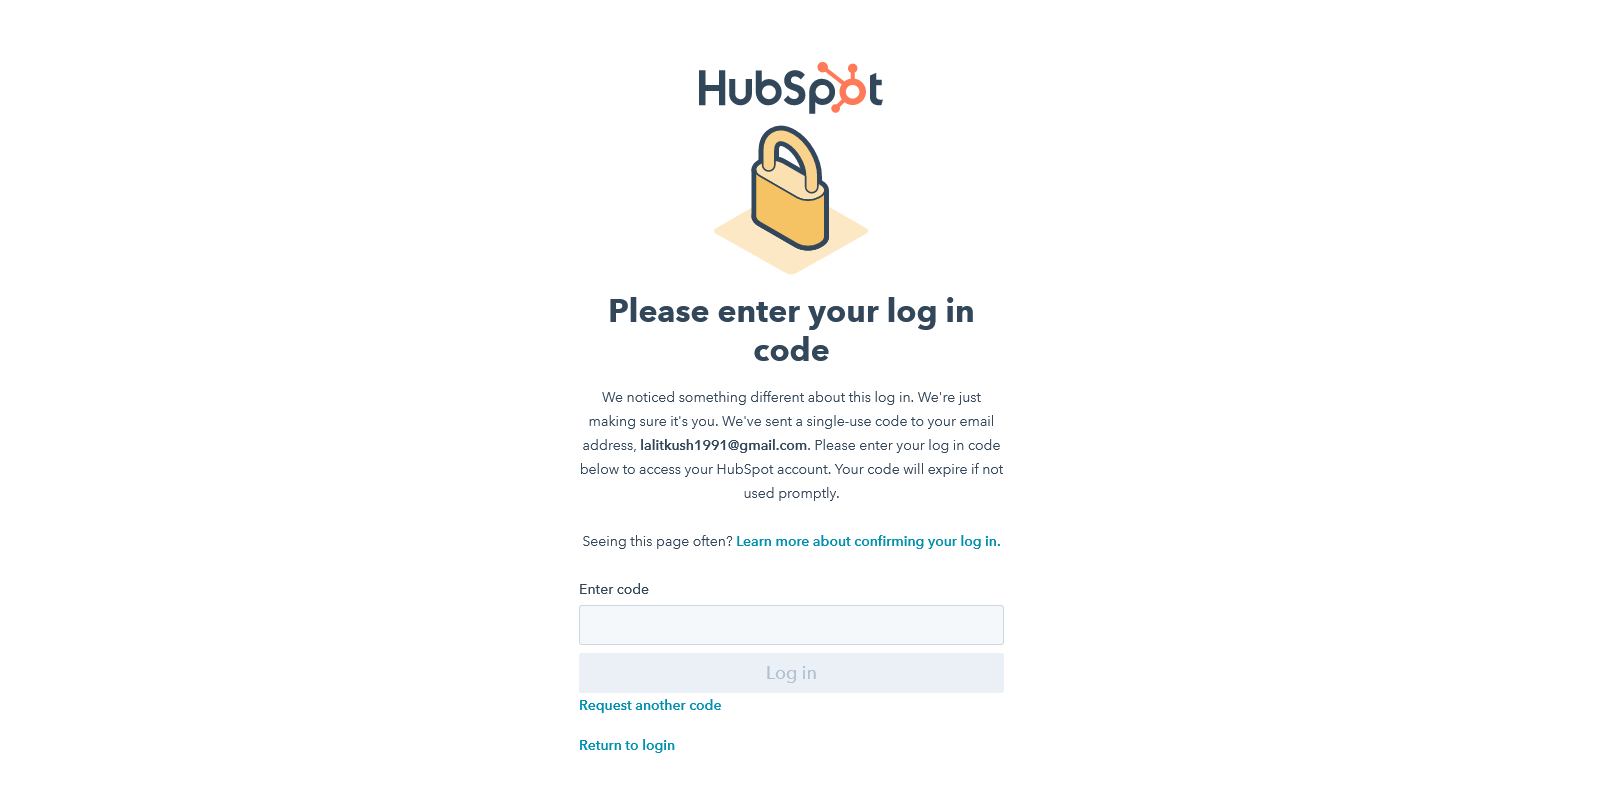 HubSpot
Please enter your log in
code
We noticed something different about this log in. We're just
making sure it's you. We've sent a single-use code to your email
address, lalitkush1991@gmail.com. Please enter your log in code
below to access your HubSpot account. Your code will expire if not
used promptly.
Seeing this page often? Learn more about confirming your log in.
Enter code
Log in
Request another code
Return to login